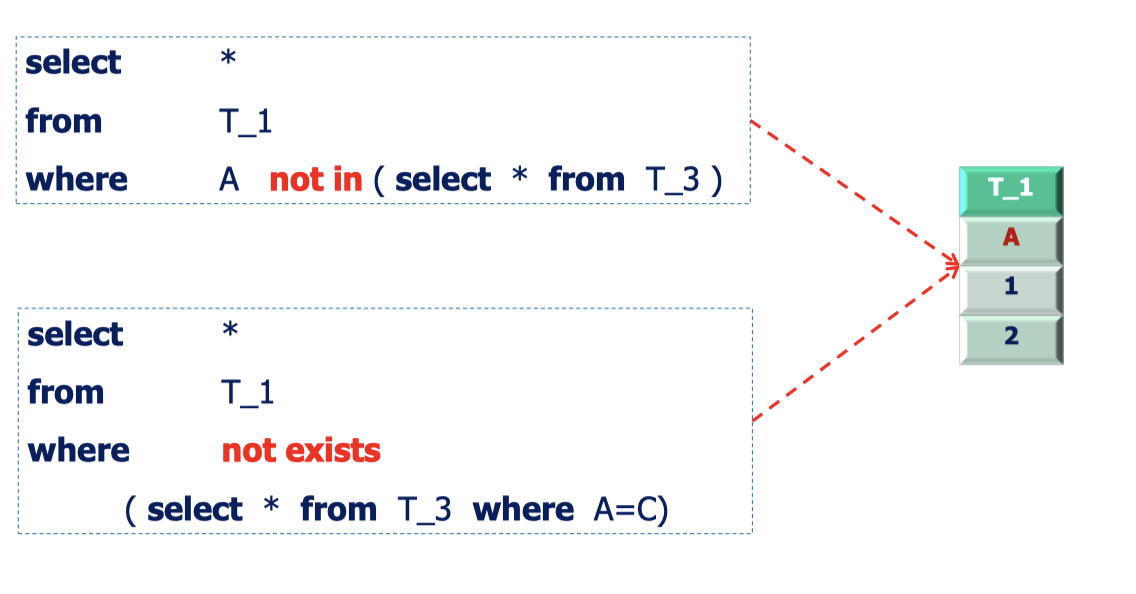 select *
from T_1
where A not in ( select * from T_3 )
select *
from T_1
where not exists
( select * from T_3 where A=C)
T_1
A
1
2